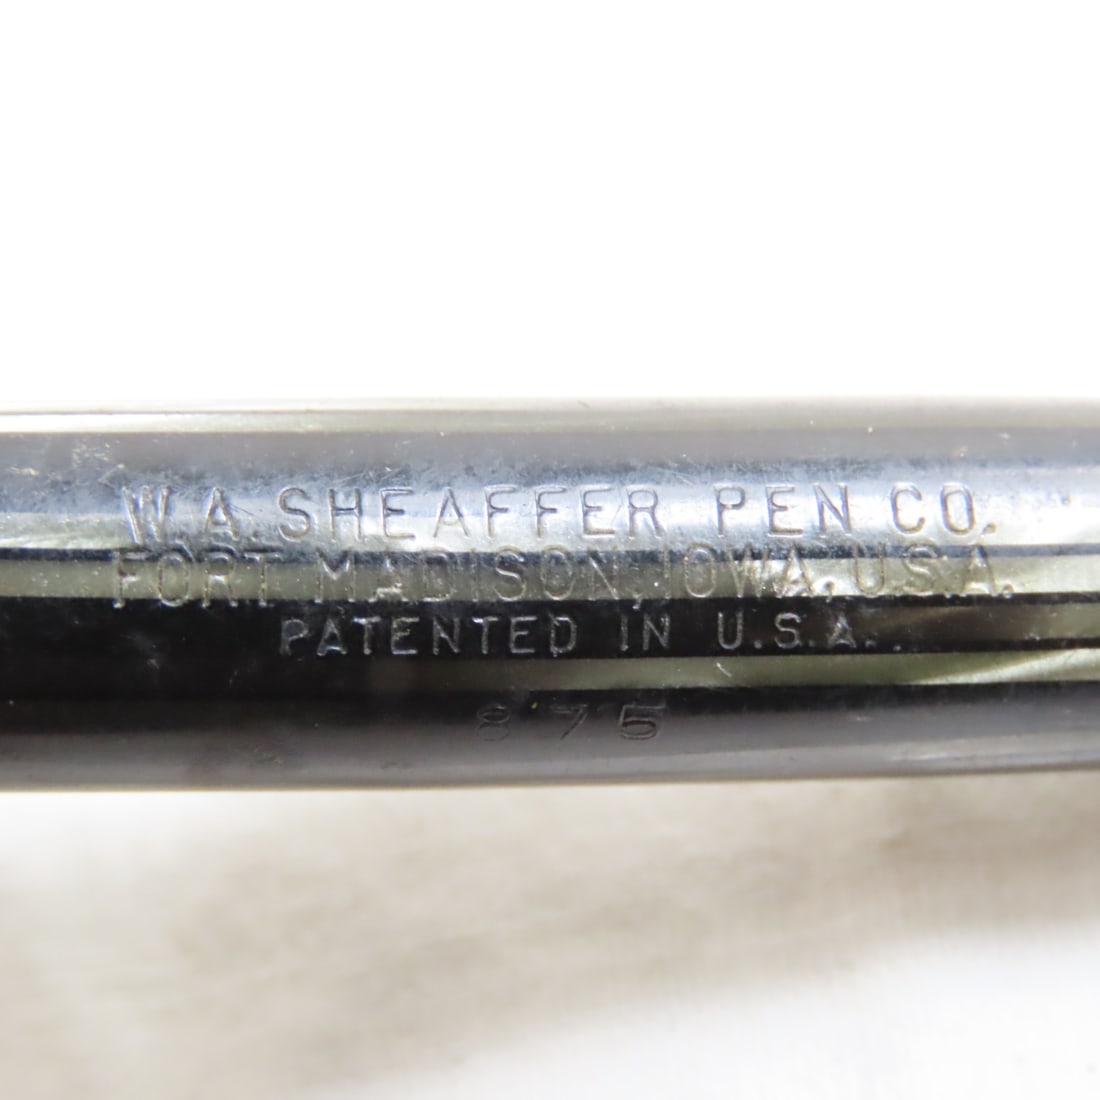 W.A. SHEAFFER PEN CO.
FORT MADISON, IOWA, U.S.A.
PATENTED IN U.S.A.
875